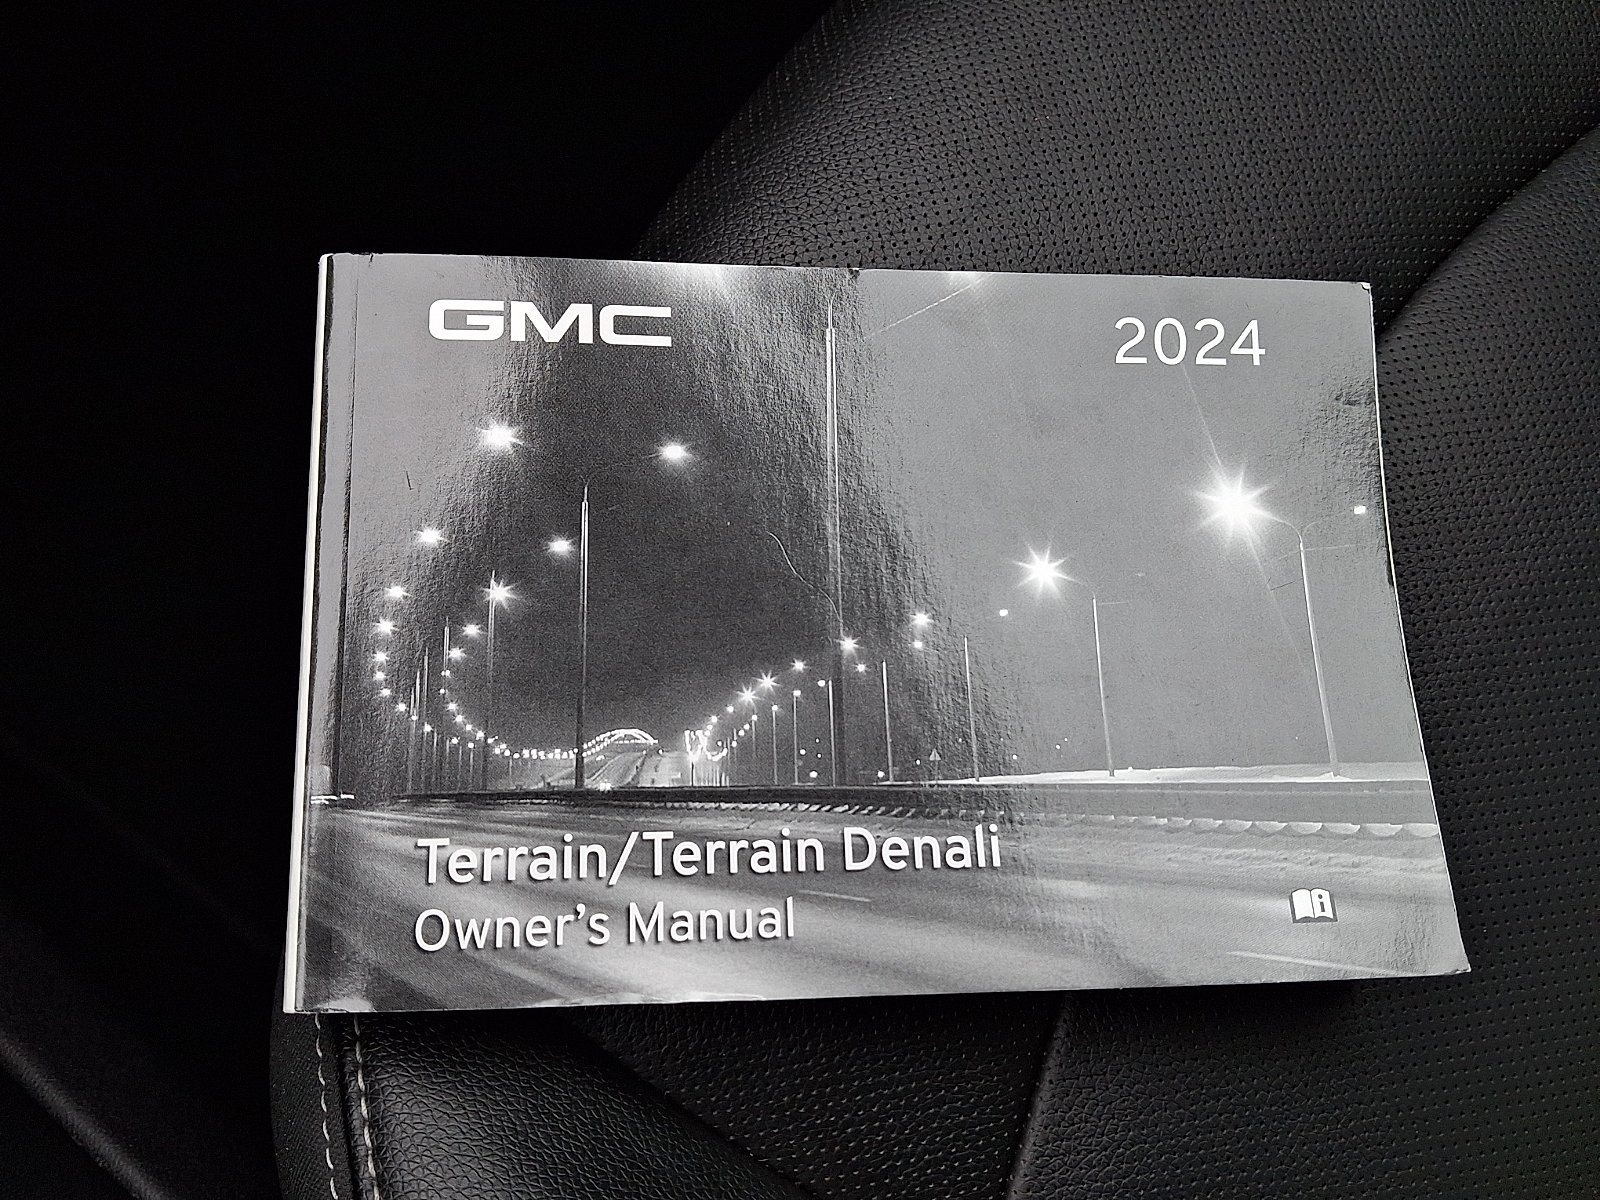 GMC
2024
Terrain/Terrain Denali
Owner's Manual